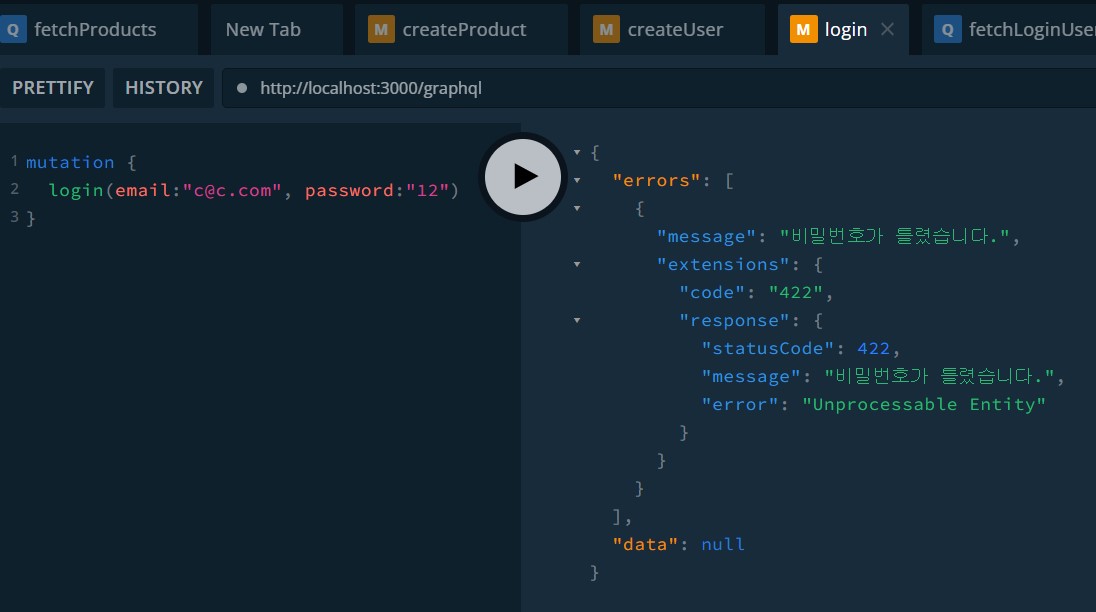 Q fetchProducts
New Tab
M createProduct
M createUser
M login
Q fetchLoginUser
PRETTIFY
HISTORY
http://localhost:3000/graphql
1 mutation {
2 login(email:"c@c.com", password:"12")
3 }
{
"errors": [
{
"message": "비밀번호가 틀렸습니다.",
"extensions": {
"code": "422",
"response": {
"statusCode": 422,
"message": "비밀번호가 틀렸습니다.",
"error": "Unprocessable Entity"
}
}
}
],
"data": null
}